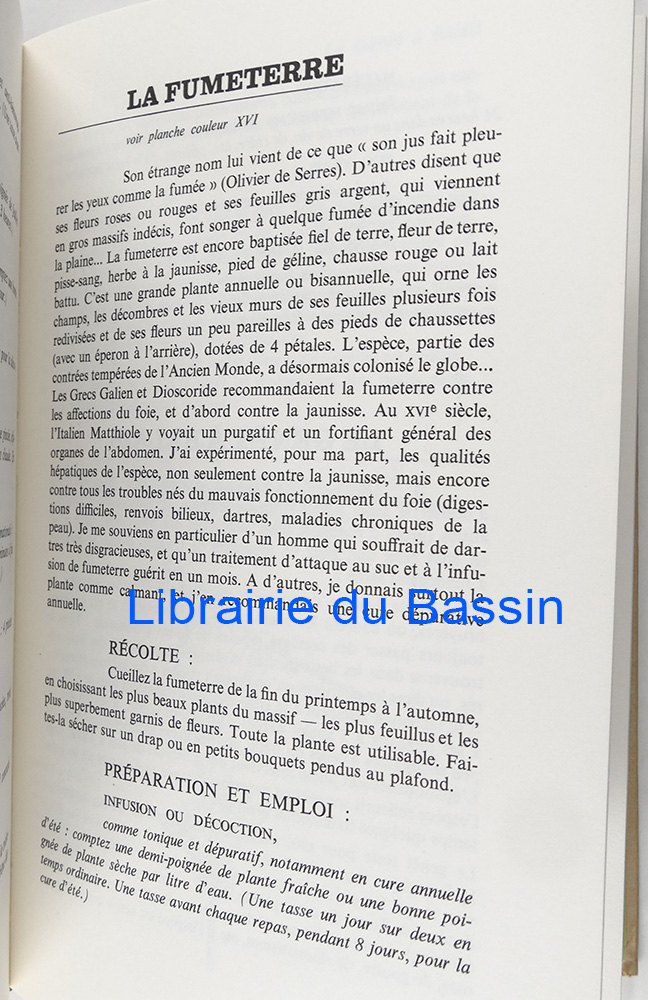 LA FUMETERRE
voir planche couleur XVI
Son étrange nom lui vient de ce que « son jus fait pleu-
rer les yeux comme la fumée » (Olivier de Serres). D'autres disent que
ses fleurs roses ou rouges et ses feuilles gris argent, qui viennent
en gros massifs indécis, font songer à quelque fumée d'incendie dans
la plaine... La fumeterre est encore baptisée fiel de terre, fleur de terre,
pisse-sang, herbe à la jaunisse, pied de géline, chausse rouge ou lait
battu. C'est une grande plante annuelle ou bisannuelle, qui orne les
champs, les décombres et les vieux murs de ses feuilles plusieurs fois
redivisées et de ses fleurs un peu pareilles à des pieds de chaussettes
(avec un éperon à l'arrière), dotées de 4 pétales. L'espèce, partie des
contrées tempérées de l'Ancien Monde, a désormais colonisé le globe...
Les Grecs Galien et Dioscoride recommandaient la fumeterre contre
les affections du foie, et d'abord contre la jaunisse. Au XVIe siècle,
l'Italien Matthiole y voyait un purgatif et un fortifiant général des
organes de l'abdomen. J'ai expérimenté, pour ma part, les qualités
hépatiques de l'espèce, non seulement contre la jaunisse, mais encore
contre tous les troubles nés du mauvais fonctionnement du foie (diges-
tions difficiles, renvois bilieux, dartres, maladies chroniques de la
peau). Je me souviens en particulier d'un homme qui souffrait de dar-
tres très disgracieuses, et qu'un traitement d'attaque au suc et à l'infu-
sion de fumeterre guérit en un mois. A d'autres, je donnais surtout la
plante comme calmant, et j'en recommandais une cure dépurative
annuelle.
Librairie du Bassin
RÉCOLTE :
Cueillez la fumeterre de la fin du printemps à l'automne,
en choisissant les plus beaux plants du massif — les plus feuillus et les
plus superbement garnis de fleurs. Toute la plante est utilisable. Fai-
tes-la sécher sur un drap ou en petits bouquets pendus au plafond.
PRÉPARATION ET EMPLOI :
INFUSION OU DÉCOCTION,
comme tonique et dépuratif, notamment en cure annuelle
d'été : comptez une demi-poignée de plante fraîche ou une bonne poi-
gnée de plante sèche par litre d'eau. (Une tasse un jour sur deux en
temps ordinaire. Une tasse avant chaque repas, pendant 8 jours, pour la
cure d'été.)